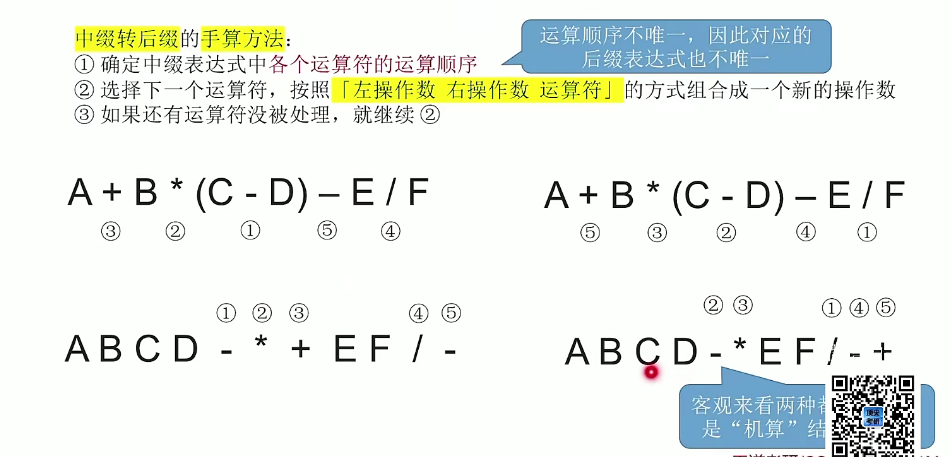 中缀转后缀的手算方法：
① 确定中缀表达式中各个运算符的运算顺序
② 选择下一个运算符，按照「左操作数 右操作数 运算符」的方式组合成一个新的操作数
③ 如果还有运算符没被处理，就继续 ②
运算顺序不唯一，因此对应的
后缀表达式也不唯一
A + B * (C - D) – E / F
③ ② ① ⑤ ④
A + B * (C - D) – E / F
⑤ ③ ② ④ ①
① ② ③ ④ ⑤
A B C D - * + E F / -
② ③ ① ④ ⑤
A B C D - * E F / - +
客观来看两种
是“机算”结